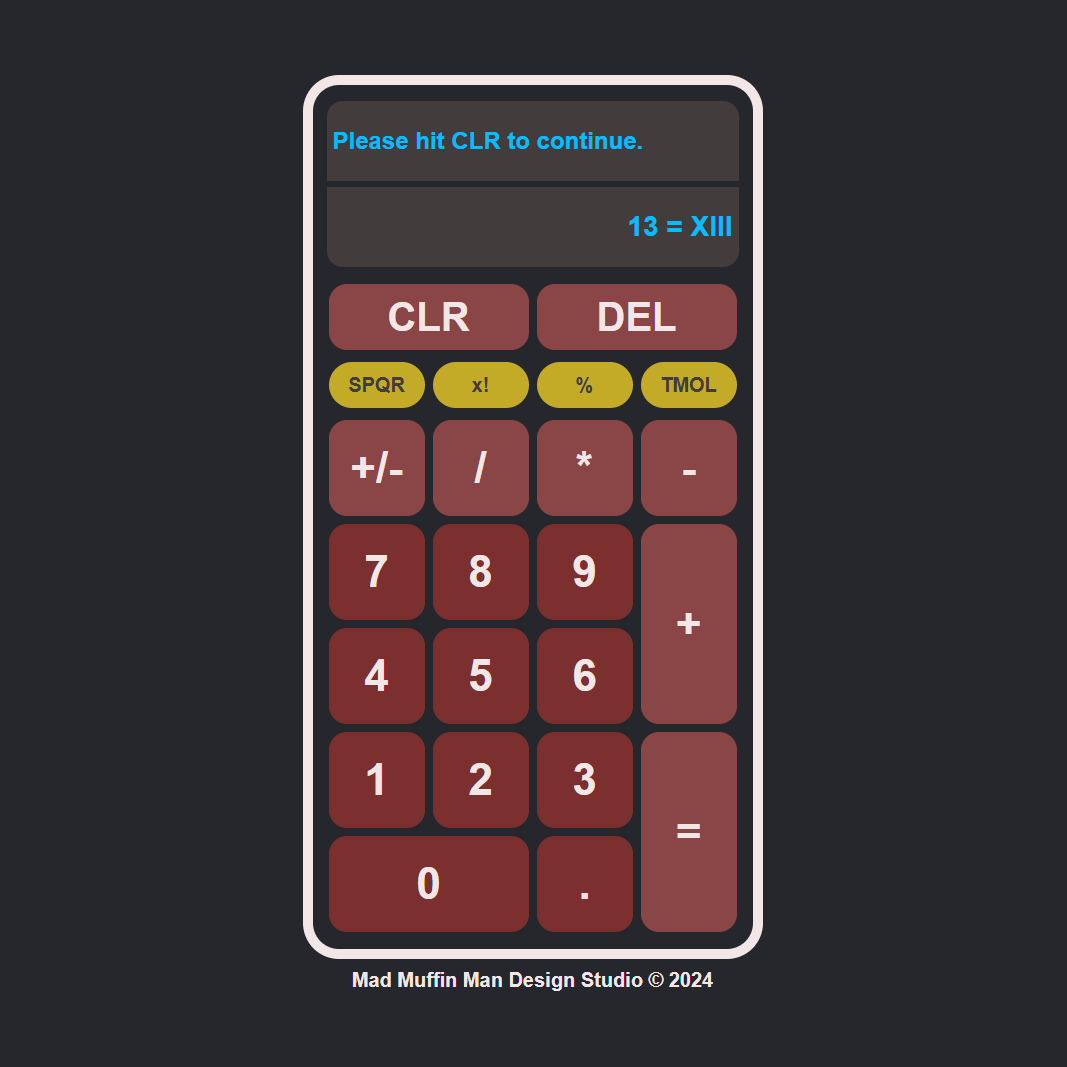 Please hit CLR to continue.
13 = XIII
CLR DEL
SPQR x! % TMOL
+/- / * -
7 8 9
+
4 5 6
1 2 3
=
0 .
Mad Muffin Man Design Studio © 2024